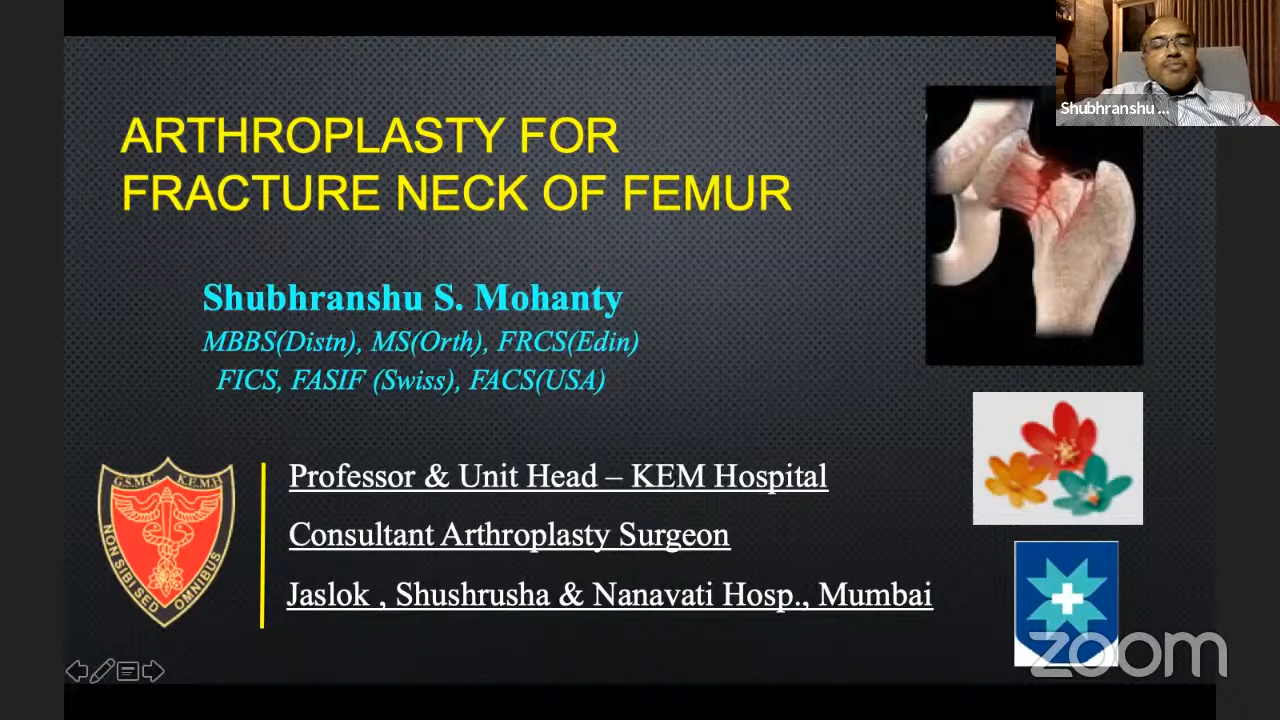 Shubhranshu ...
ARTHROPLASTY FOR
FRACTURE NECK OF FEMUR
Shubhranshu S. Mohanty
MBBS(Distn), MS(Orth), FRCS(Edin)
FICS, FASIF (Swiss), FACS(USA)
G.S.M.C. K.E.M.H
NON SIBI SED OMNIBUS
Professor & Unit Head – KEM Hospital
Consultant Arthroplasty Surgeon
Jaslok , Shushrusha & Nanavati Hosp., Mumbai
zoom